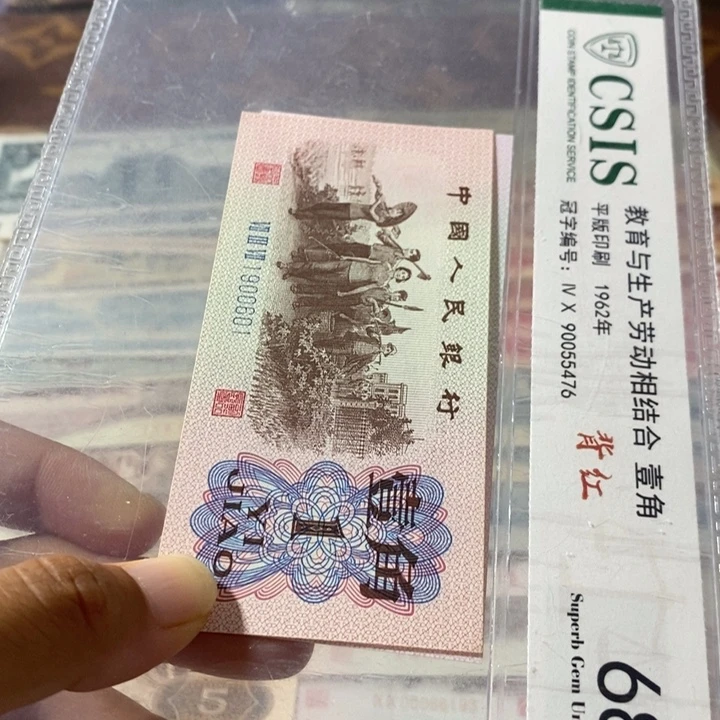 中國人民銀行
壹角
YI
JIAO
CSIS
COIN STAMP IDENTIFICATION SERVICE
教育与生产劳动相结合 壹角
平版印刷 1962年
冠字编号: IV X 90055476
背红
Superb Gem
5